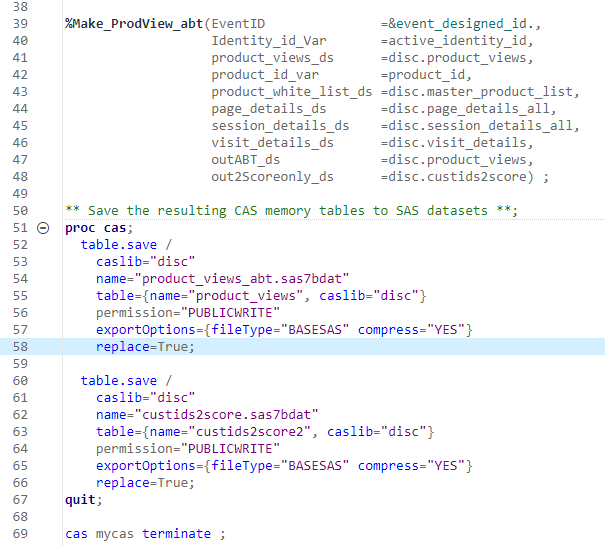 38
39 %Make_ProdView_abt(EventID =&event_designed_id.,
40 Identity_id_Var =active_identity_id,
41 product_views_ds =disc.product_views,
42 product_id_var =product_id,
43 product_white_list_ds =disc.master_product_list,
44 page_details_ds =disc.page_details_all,
45 session_details_ds =disc.session_details_all,
46 visit_details_ds =disc.visit_details,
47 outABT_ds =disc.product_views,
48 out2Scoreonly_ds =disc.custids2score) ;
49
50 ** Save the resulting CAS memory tables to SAS datasets **;
51 proc cas;
52 table.save /
53 caslib="disc"
54 name="product_views_abt.sas7bdat"
55 table={name="product_views", caslib="disc"}
56 permission="PUBLICWRITE"
57 exportOptions={fileType="BASESAS" compress="YES"}
58 replace=True;
59
60 table.save /
61 caslib="disc"
62 name="custids2score.sas7bdat"
63 table={name="custids2score2", caslib="disc"}
64 permission="PUBLICWRITE"
65 exportOptions={fileType="BASESAS" compress="YES"}
66 replace=True;
67 quit;
68
69 cas mycas terminate ;